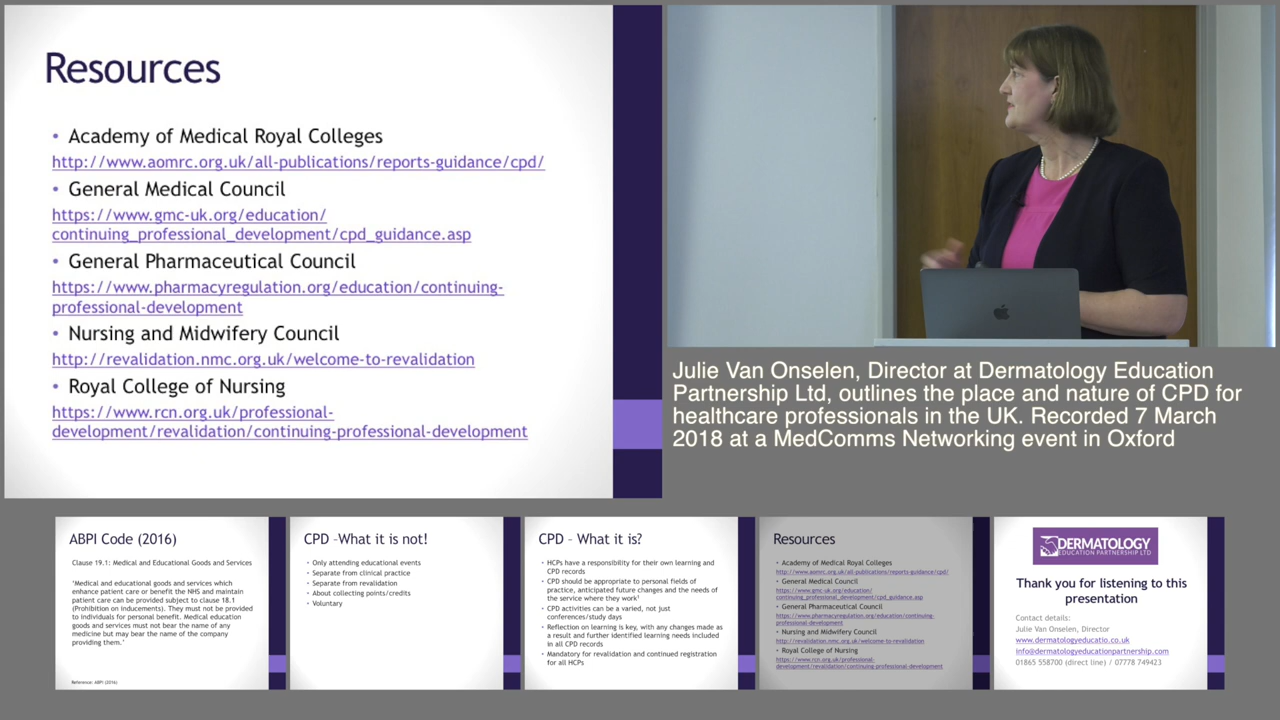 Resources
• Academy of Medical Royal Colleges
http://www.aomrc.org.uk/all-publications/reports-guidance/cpd/
• General Medical Council
https://www.gmc-uk.org/education/
continuing_professional_development/cpd_guidance.asp
• General Pharmaceutical Council
https://www.pharmacyregulation.org/education/continuing-
professional-development
• Nursing and Midwifery Council
http://revalidation.nmc.org.uk/welcome-to-revalidation
• Royal College of Nursing
https://www.rcn.org.uk/professional-
development/revalidation/continuing-professional-development
Julie Van Onselen, Director at Dermatology Education
Partnership Ltd, outlines the place and nature of CPD for
healthcare professionals in the UK. Recorded 7 March
2018 at a MedComms Networking event in Oxford
ABPI Code (2016)
Clause 19.1: Medical and Educational Goods and Services
'Medical and educational goods and services which
enhance patient care or benefit the NHS and maintain
patient care can be provided subject to clause 18.1
(Prohibition on inducements). They must not be provided
to individuals for personal benefit. Medical education
goods and services must not bear the name of any
medicine but may bear the name of the company
providing them.'
Reference: ABPI (2016)
CPD –What it is not!
• Only attending educational events
• Separate from clinical practice
• Separate from revalidation
• About collecting points/credits
• Voluntary
CPD – What it is?
• HCPs have a responsibility for their own learning and
CPD records
• CPD should be appropriate to personal fields of
practice, anticipated future changes and the needs of
the service where they work'
• CPD activities can be a varied, not just
conferences/study days
• Reflection on learning is key, with any changes made as
a result and further identified learning needs included
in all CPD records
• Mandatory for revalidation and continued registration
for all HCPs
Resources
• Academy of Medical Royal Colleges
http://www.aomrc.org.uk/all-publications/reports-guidance/cpd/
• General Medical Council
https://www.gmc-uk.org/education/
continuing_professional_development/cpd_guidance.asp
• General Pharmaceutical Council
https://www.pharmacyregulation.org/education/continuing-
professional-development
• Nursing and Midwifery Council
http://revalidation.nmc.org.uk/welcome-to-revalidation
• Royal College of Nursing
https://www.rcn.org.uk/professional-
development/revalidation/continuing-professional-development
DERMATOLOGY
EDUCATION PARTNERSHIP LTD
Thank you for listening to this
presentation
Contact details:
Julie Van Onselen, Director
www.dermatologyeducatio.co.uk
info@dermatologyeducationpartnership.com
01865 558700 (direct line) / 07778 749423